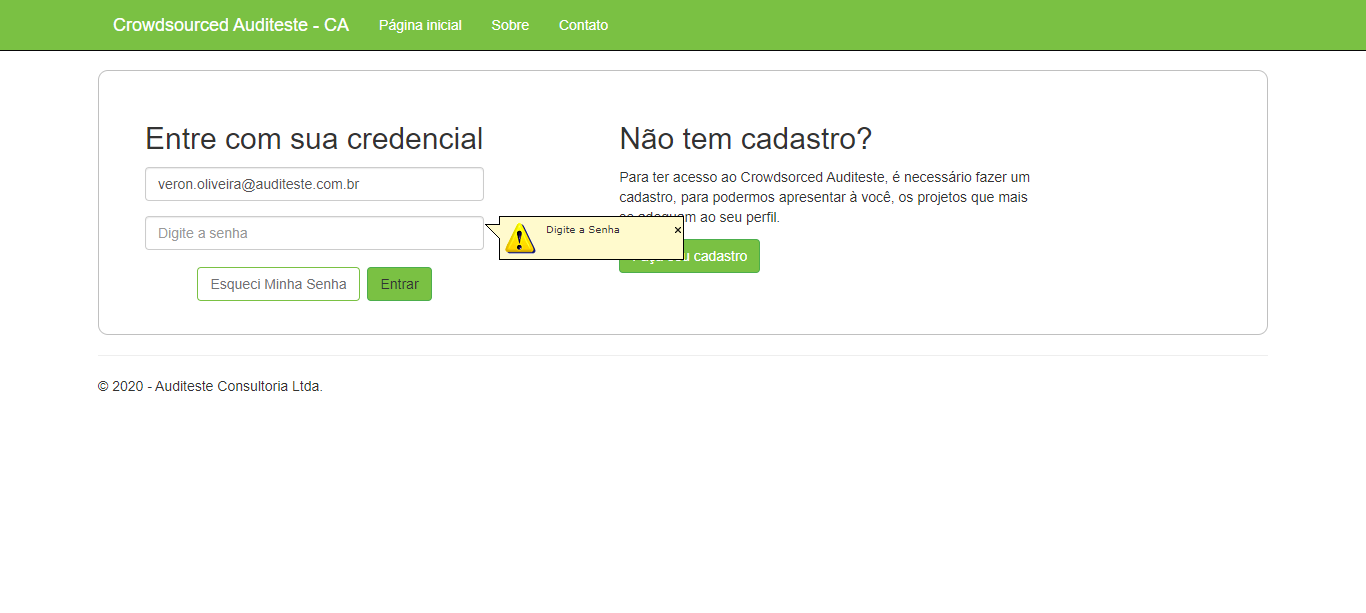 Crowdsourced Auditeste - CA Página inicial Sobre Contato
Entre com sua credencial
veron.oliveira@auditeste.com.br
Digite a senha
Digite a Senha
Esqueci Minha Senha Entrar
Não tem cadastro?
Para ter acesso ao Crowdsorced Auditeste, é necessário fazer um
cadastro, para podermos apresentar à você, os projetos que mais
ao seu perfil.
cadastro
© 2020 - Auditeste Consultoria Ltda.